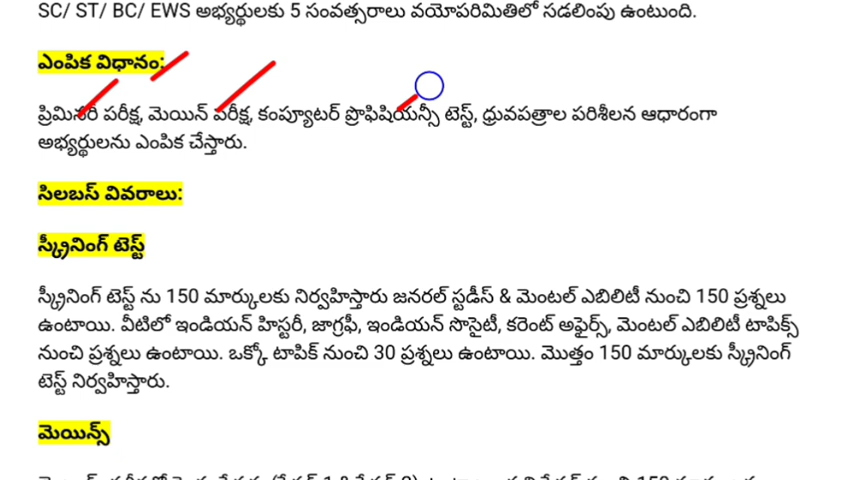 SC/ ST/ BC/ EWS అభ్యర్థులకు 5 సంవత్సరాలు వయోపరిమితిలో సడలింపు ఉంటుంది.
ఎంపిక విధానం:
పరీక్ష, మెయిన్ పరీక్ష, కంప్యూటర్ ప్రొఫిషియన్సీ టెస్ట్, ధ్రువపత్రాల పరిశీలన ఆధారంగా
అభ్యర్థులను ఎంపిక చేస్తారు.
సిలబస్ వివరాలు:
స్క్రీనింగ్ టెస్ట్
స్క్రీనింగ్ టెస్ట్ ను 150 మార్కులకు నిర్వహిస్తారు జనరల్ స్టడీస్ & మెంటల్ ఎబిలిటీ నుంచి 150 ప్రశ్నలు
ఉంటాయి. వీటిలో ఇండియన్ హిస్టరీ, జాగ్రఫీ, ఇండియన్ సొసైటీ, కరెంట్ అఫైర్స్, మెంటల్ ఎబిలిటీ టాపిక్స్
నుంచి ప్రశ్నలు ఉంటాయి. ఒక్కో టాపిక్ నుంచి 30 ప్రశ్నలు ఉంటాయి. మొత్తం 150 మార్కులకు స్క్రీనింగ్
టెస్ట్ నిర్వహిస్తారు.
మెయిన్స్